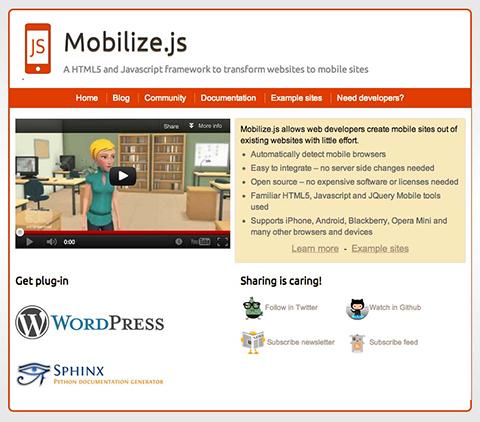 JS
Mobilize.js
A HTML5 and Javascript framework to transform websites to mobile sites
Home
Blog
Community
Documentation
Example sites
Need developers?
Share
More info
0:00
YouTube
Mobilize.js allows web developers create mobile sites out of
existing websites with little effort.
Automatically detect mobile browsers
Easy to integrate – no server side changes needed
Open source – no expensive software or licenses needed
Familiar HTML5, Javascript and JQuery Mobile tools
used
Supports iPhone, Android, Blackberry, Opera Mini and
many other browsers and devices
Learn more - Example sites
Get plug-in
WORDPRESS
SPHINX
PYTHON DOCUMENTATION GENERATOR
Sharing is caring!
Follow in Twitter
Watch in Github
Subscribe newsletter
Subscribe feed